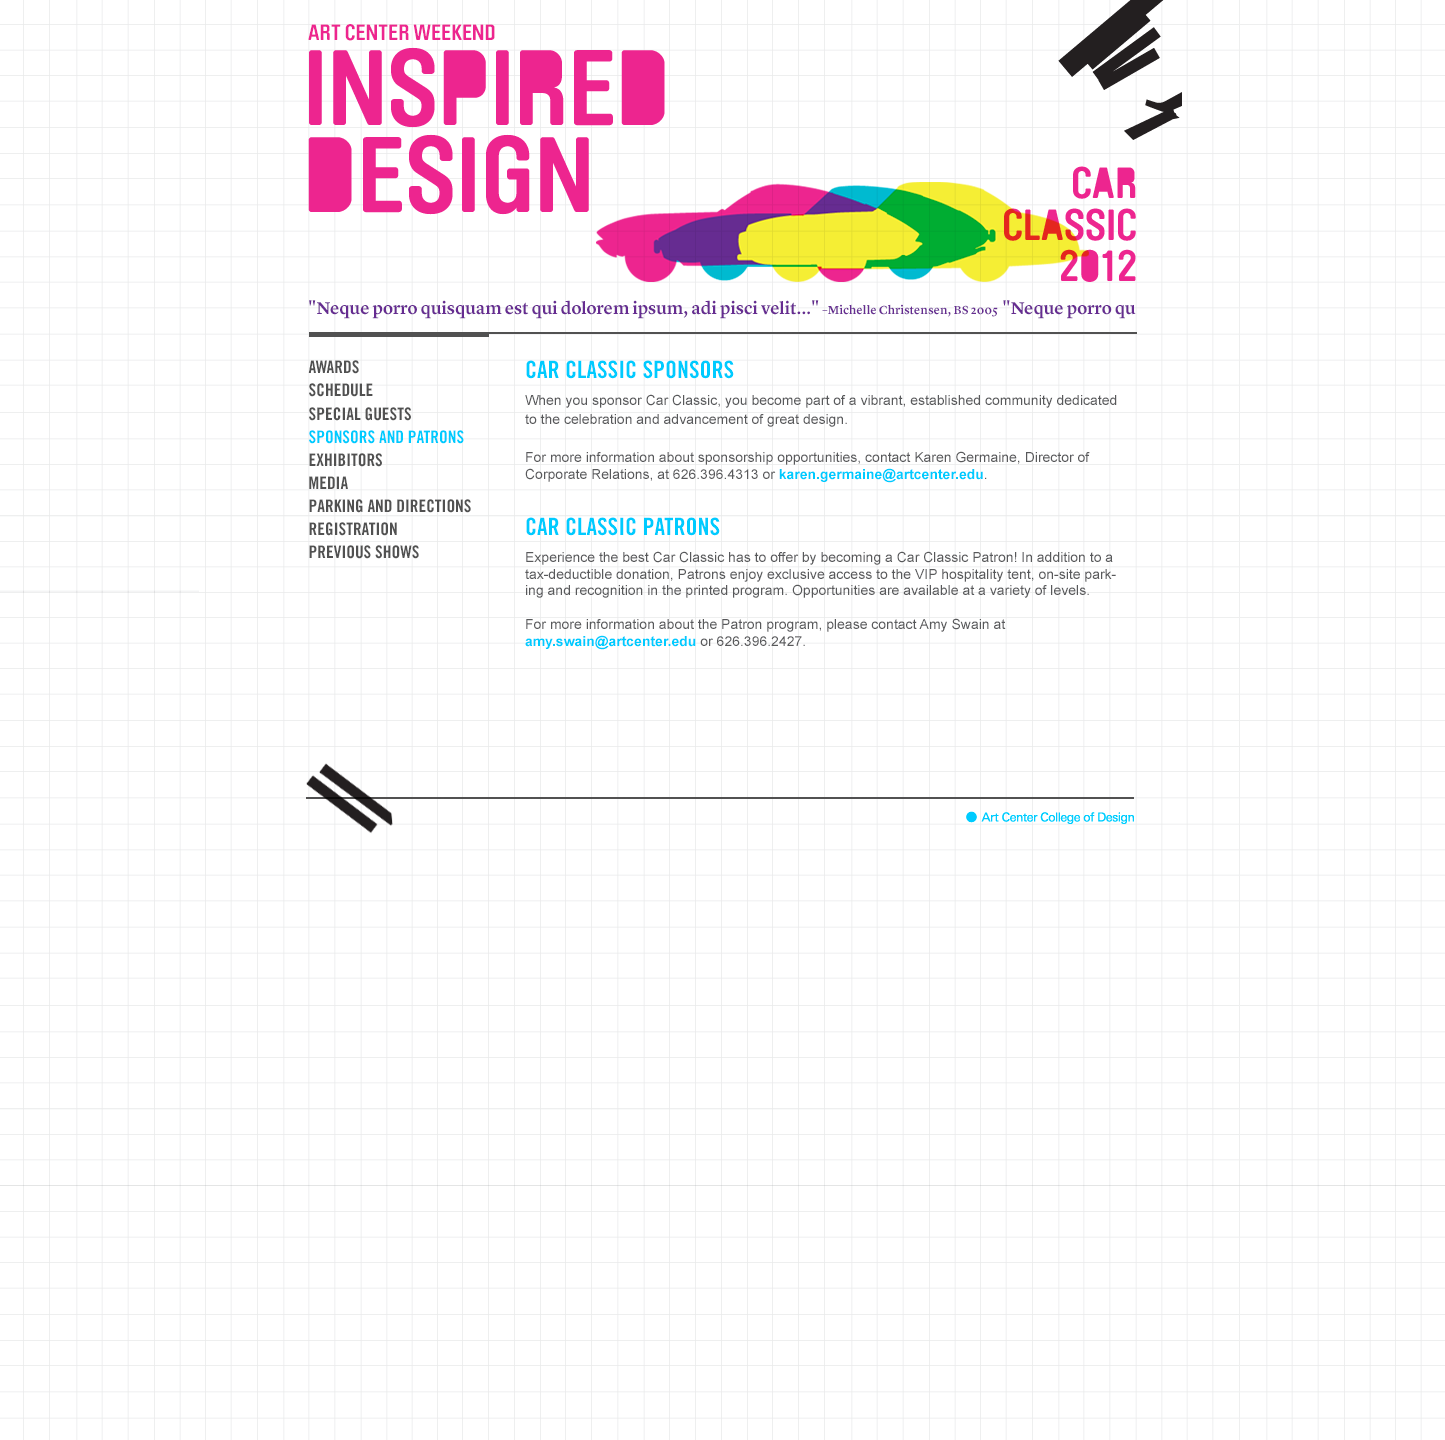 ART CENTER WEEKEND
INSPIRED
DESIGN
CAR
CLASSIC
2012
"Neque porro quisquam est qui dolorem ipsum, adi pisci velit..." –Michelle Christensen, BS 2005 "Neque porro qu
AWARDS
SCHEDULE
SPECIAL GUESTS
SPONSORS AND PATRONS
EXHIBITORS
MEDIA
PARKING AND DIRECTIONS
REGISTRATION
PREVIOUS SHOWS
CAR CLASSIC SPONSORS
When you sponsor Car Classic, you become part of a vibrant, established community dedicated
to the celebration and advancement of great design.
For more information about sponsorship opportunities, contact Karen Germaine, Director of
Corporate Relations, at 626.396.4313 or karen.germaine@artcenter.edu.
CAR CLASSIC PATRONS
Experience the best Car Classic has to offer by becoming a Car Classic Patron! In addition to a
tax-deductible donation, Patrons enjoy exclusive access to the VIP hospitality tent, on-site park-
ing and recognition in the printed program. Opportunities are available at a variety of levels.
For more information about the Patron program, please contact Amy Swain at
amy.swain@artcenter.edu or 626.396.2427.
Art Center College of Design